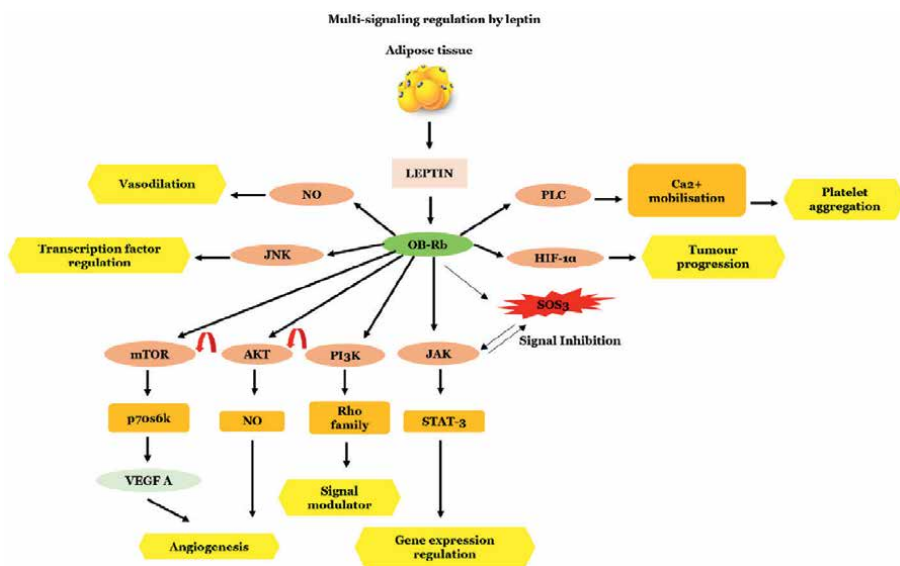 Multi-signaling regulation by leptin
Adipose tissue
LEPTIN
Vasodilation
NO
PLC
Ca2+
mobilisation
Platelet
aggregation
OB-Rb
Transcription factor
regulation
JNK
HIF-1α
Tumour
progression
SOS3
Signal Inhibition
mTOR
AKT
PI3K
JAK
p70s6k
NO
Rho
family
STAT-3
VEGF A
Signal
modulator
Angiogenesis
Gene expression
regulation